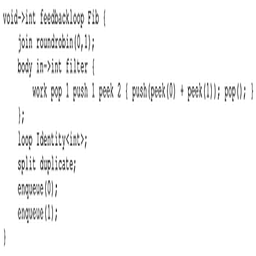 void->int feedbackloop Fib {
join roundrobin(0,1);
body in->int filter {
work pop 1 push 1 peek 2 { push(peek(0) + peek(1)); pop(); }
};
loop Identity<int>;
split duplicate;
enqueue(0);
enqueue(1);
}